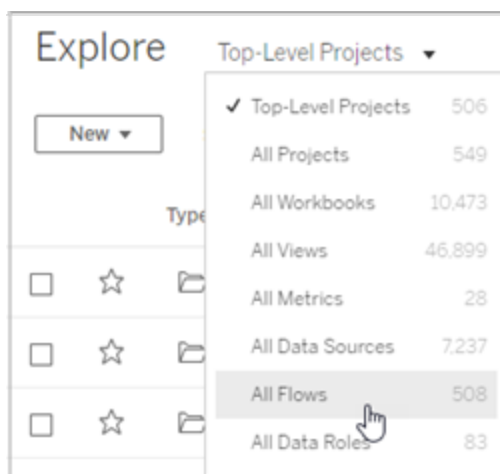 Explore Top-Level Projects
Top-Level Projects 506
New
All Projects 549
All Workbooks 10,473
Type
All Views 46,899
All Metrics 28
All Data Sources 7,237
All Flows 508
All Data Roles 83